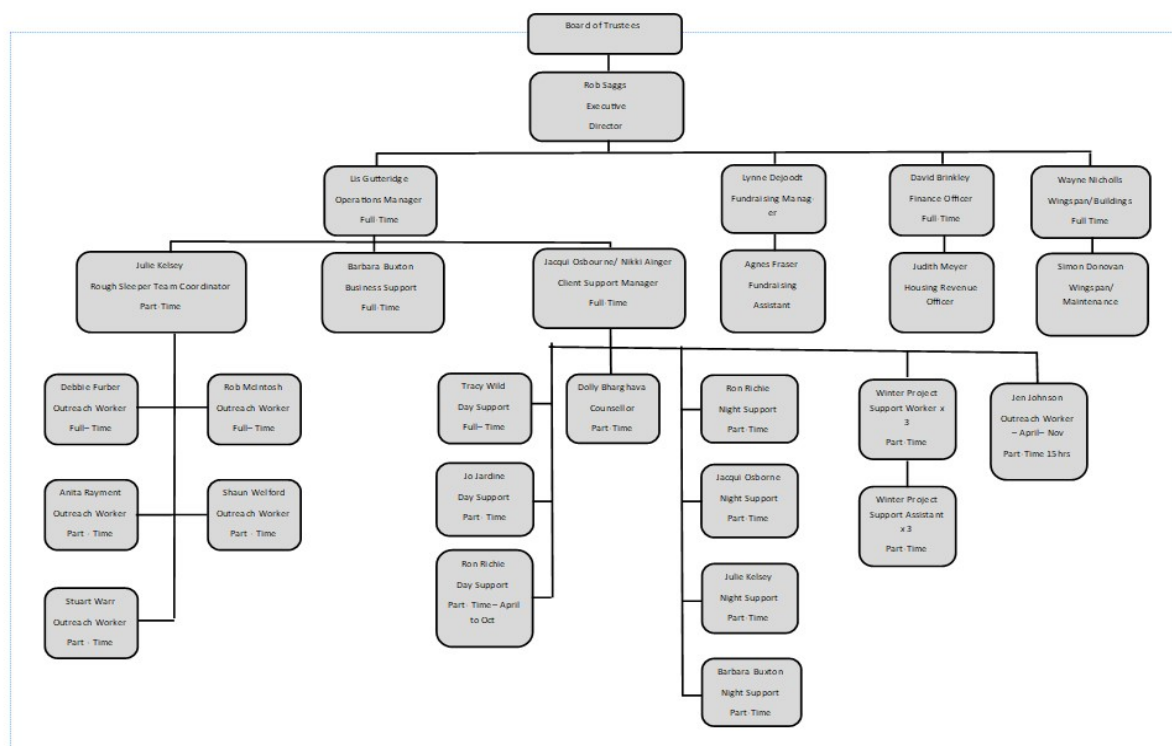 Board of Trustees
Rob Saggs
Executive
Director
Lis Gutteridge
Operations Manager
Full-Time
Lynne Dejoodt
Fundraising Manag-
er
David Brinkley
Finance Officer
Full-Time
Wayne Nicholls
Wingspan/Buildings
Full Time
Julie Kelsey
Rough Sleeper Team Coordinator
Part-Time
Barbara Buxton
Business Support
Full-Time
Jacqui Osbourne/ Nikki Ainger
Client Support Manager
Full-Time
Agnes Fraser
Fundraising
Assistant
Judith Meyer
Housing Revenue
Officer
Simon Donovan
Wingspan/
Maintenance
Debbie Furber
Outreach Worker
Full– Time
Rob McIntosh
Outreach Worker
Full– Time
Anita Rayment
Outreach Worker
Part - Time
Shaun Welford
Outreach Worker
Part - Time
Stuart Warr
Outreach Worker
Part - Time
Tracy Wild
Day Support
Full– Time
Jo Jardine
Day Support
Part- Time
Ron Richie
Day Support
Part- Time – April
to Oct
Dolly Bharghava
Counsellor
Part-Time
Ron Richie
Night Support
Part-Time
Jacqui Osborne
Night Support
Part-Time
Julie Kelsey
Night Support
Part-Time
Barbara Buxton
Night Support
Part-Time
Winter Project
Support Worker x
3
Part-Time
Winter Project
Support Assistant
x 3
Part-Time
Jen Johnson
Outreach Worker
– April– Nov
Part-Time 15hrs